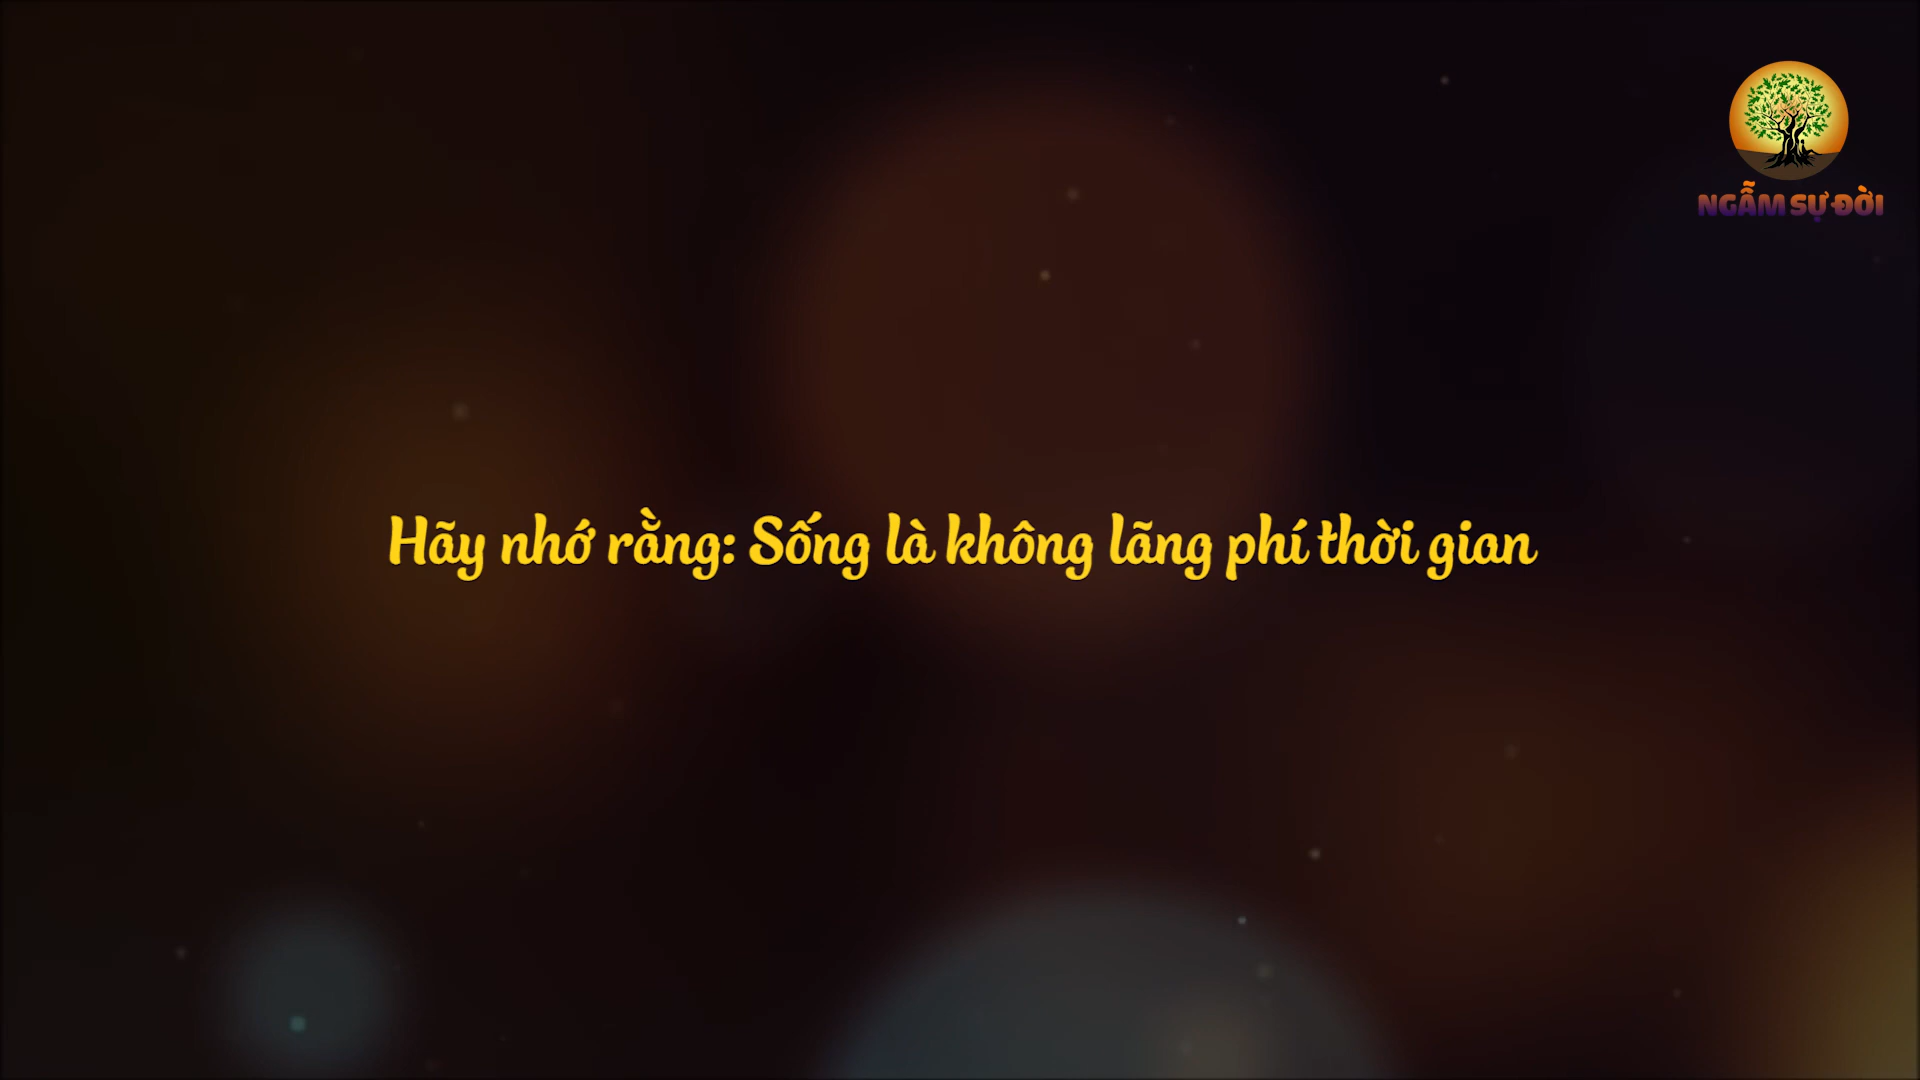 NGẪM SỰ ĐỜI
Hãy nhớ rằng: Sống là không lãng phí thời gian